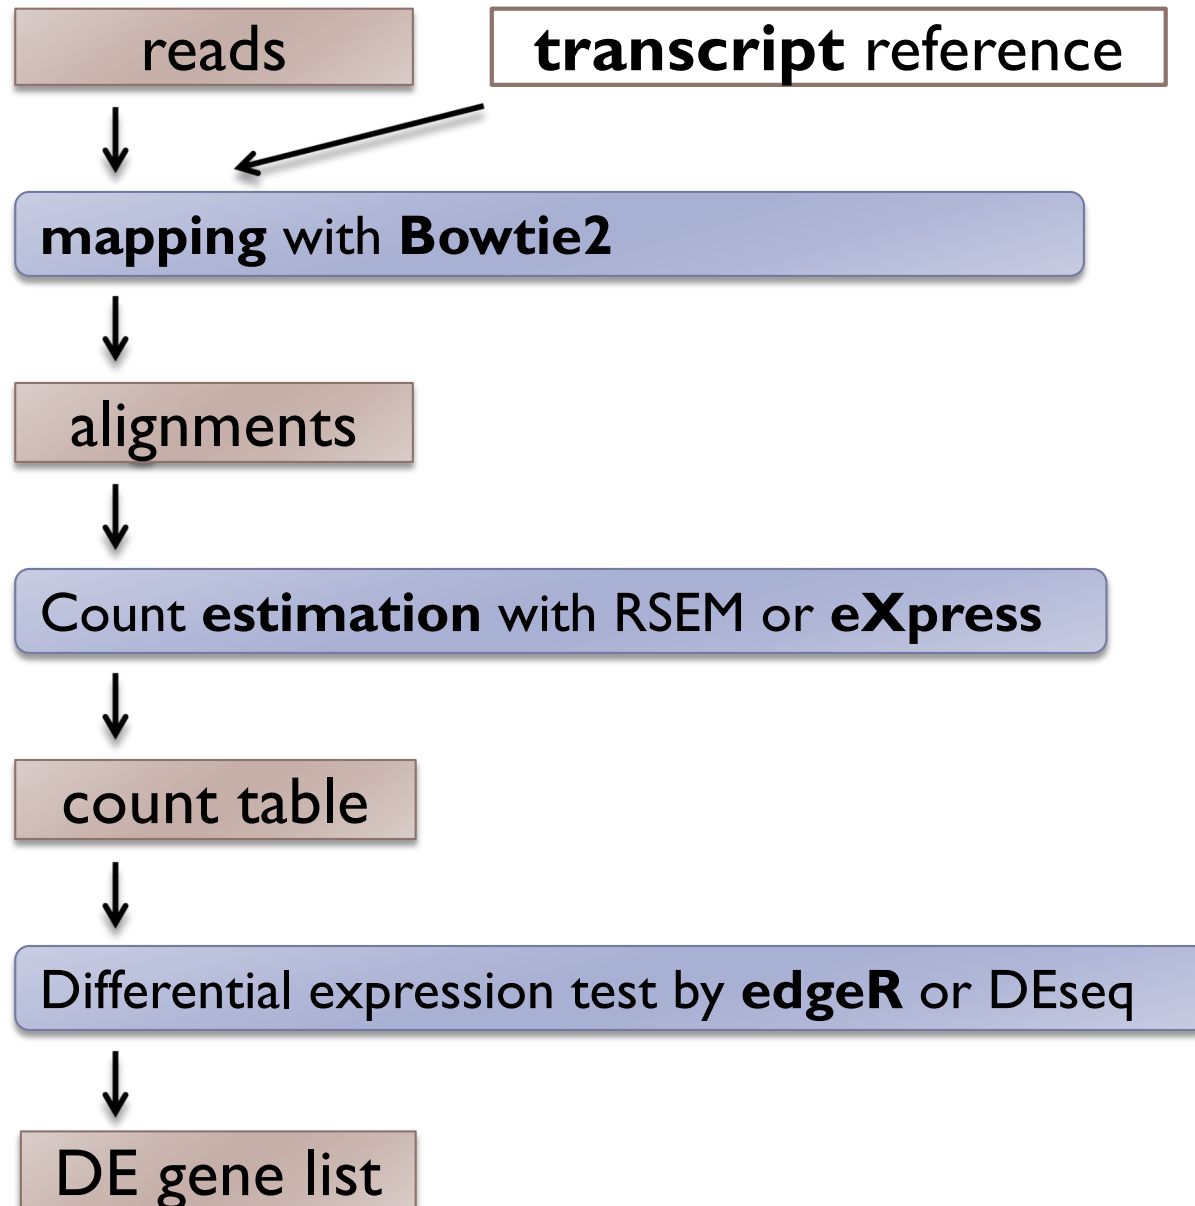 reads
transcript reference
mapping with Bowtie2
alignments
Count estimation with RSEM or eXpress
count table
Differential expression test by edgeR or DEseq
DE gene list